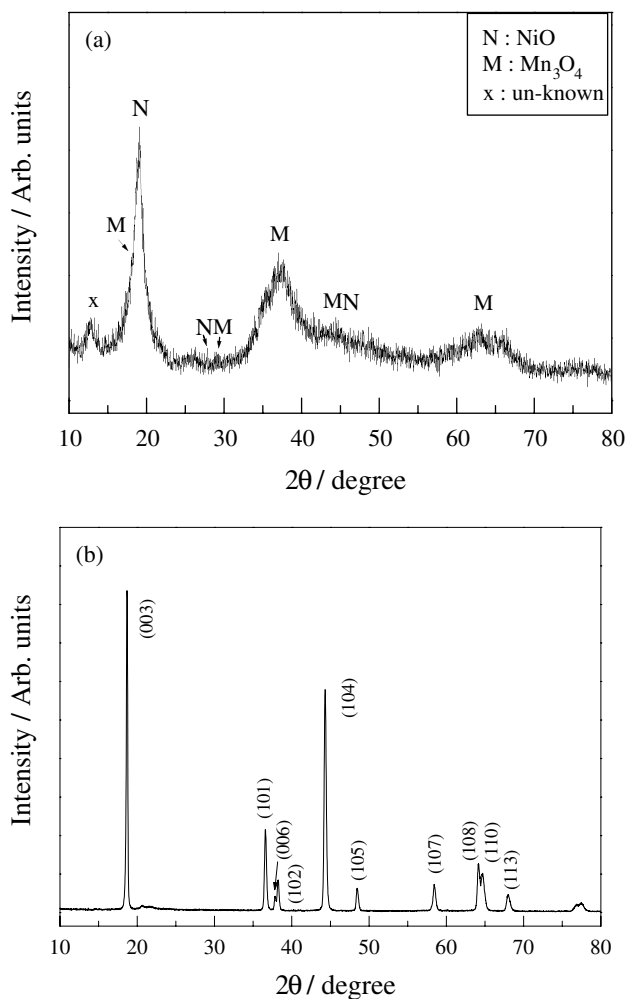 (a)
N : NiO
M : Mn₃O₄
x : un-known
N
M
x
N M
M
M N
M
Intensity / Arb. units
10 20 30 40 50 60 70 80
2θ / degree
(b)
(003)
(101)
(006)
(102)
(104)
(105)
(107)
(108)
(110)
(113)
Intensity / Arb. units
10 20 30 40 50 60 70 80
2θ / degree